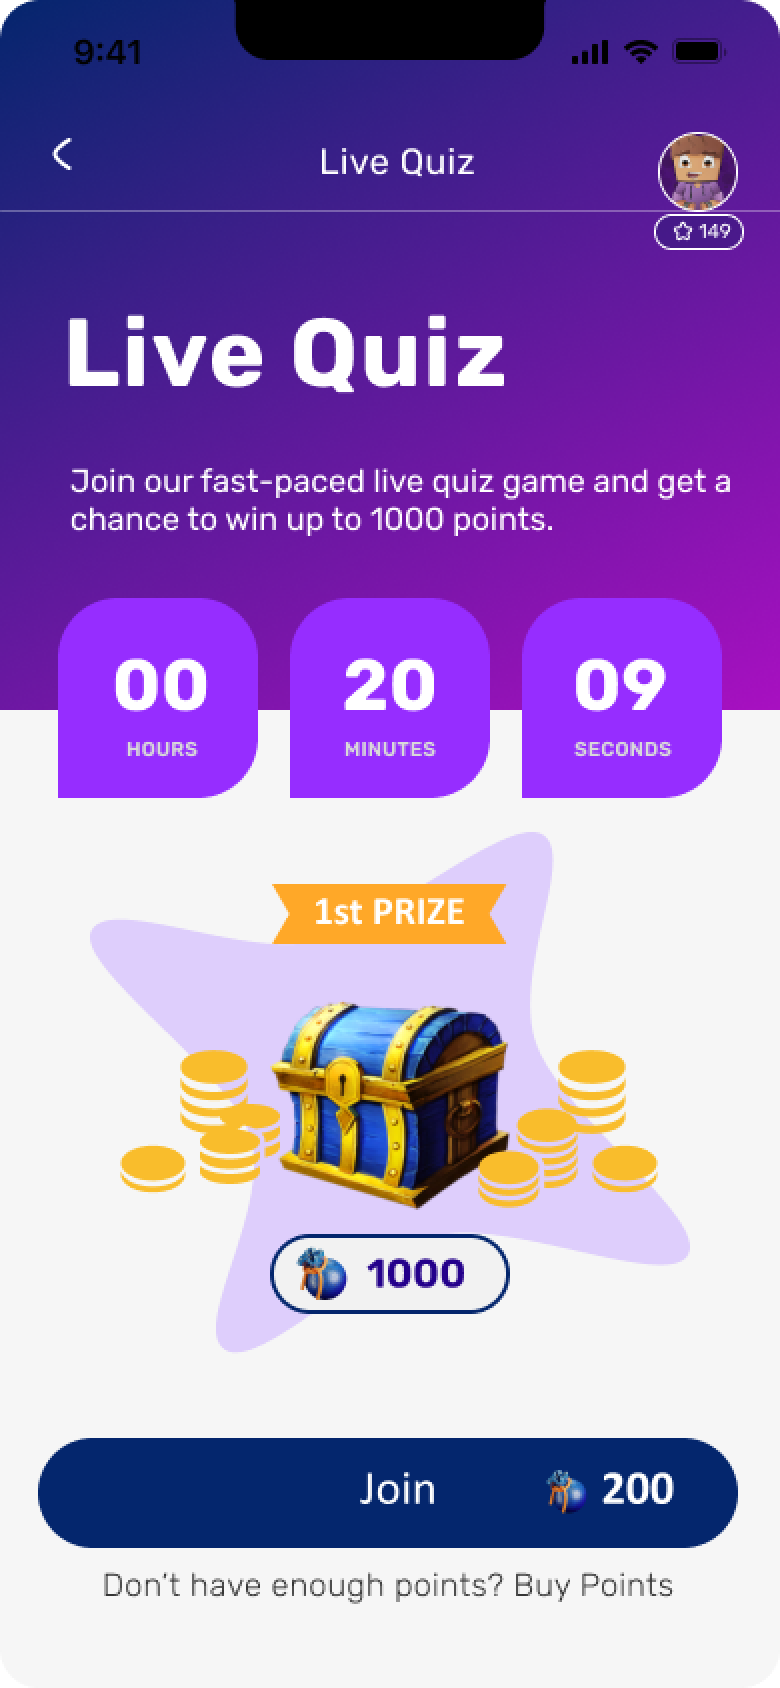 9:41
Live Quiz
149
Live Quiz
Join our fast-paced live quiz game and get a
chance to win up to 1000 points.
00 20 09
HOURS MINUTES SECONDS
1st PRIZE
1000
Join 200
Don't have enough points? Buy Points